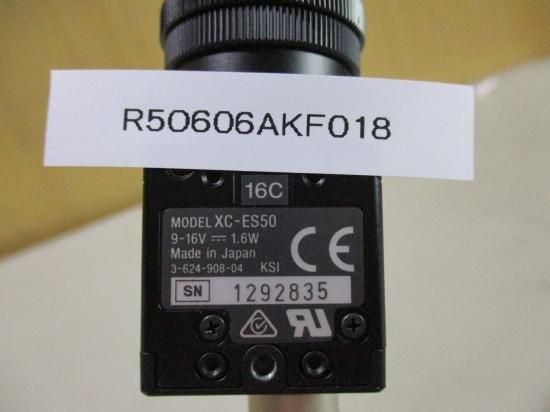 R50606AKF018
16C
MODEL XC-ES50
9-16V ⎓ 1.6W
Made in Japan
3-624-908-04 KSI
CE
SN 1292835
RU